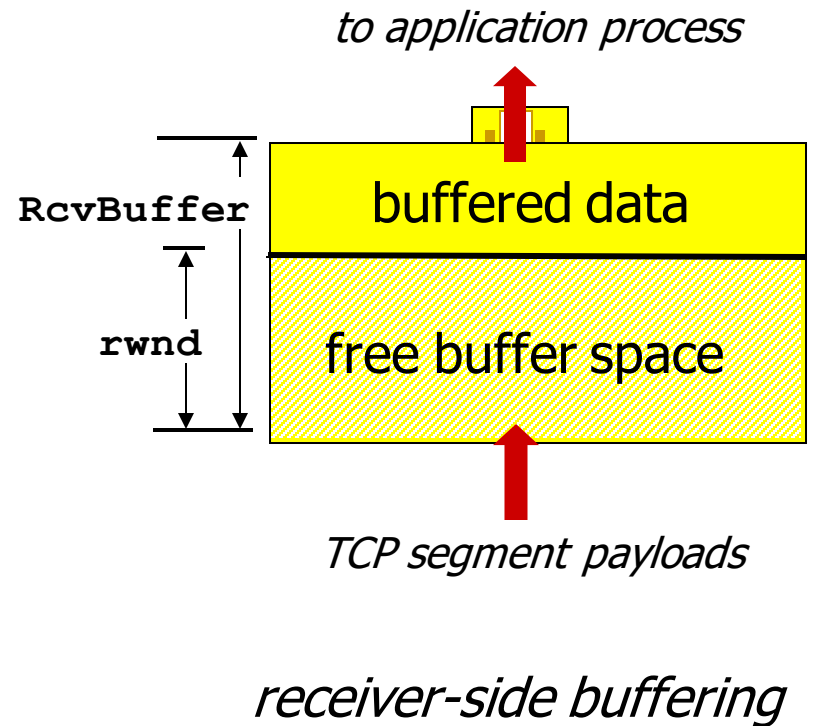 to application process
RcvBuffer
buffered data
rwnd
free buffer space
TCP segment payloads
receiver-side buffering